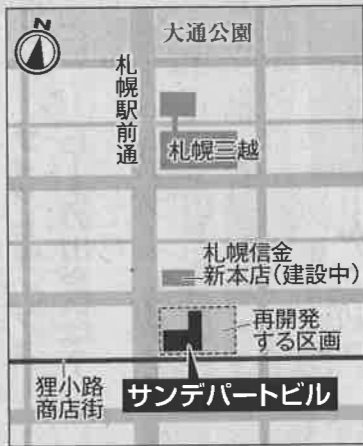 N
大通公園
札幌駅前通
札幌三越
札幌信金
新本店(建設中)
再開発
する区画
狸小路
商店街
サンデパートビル